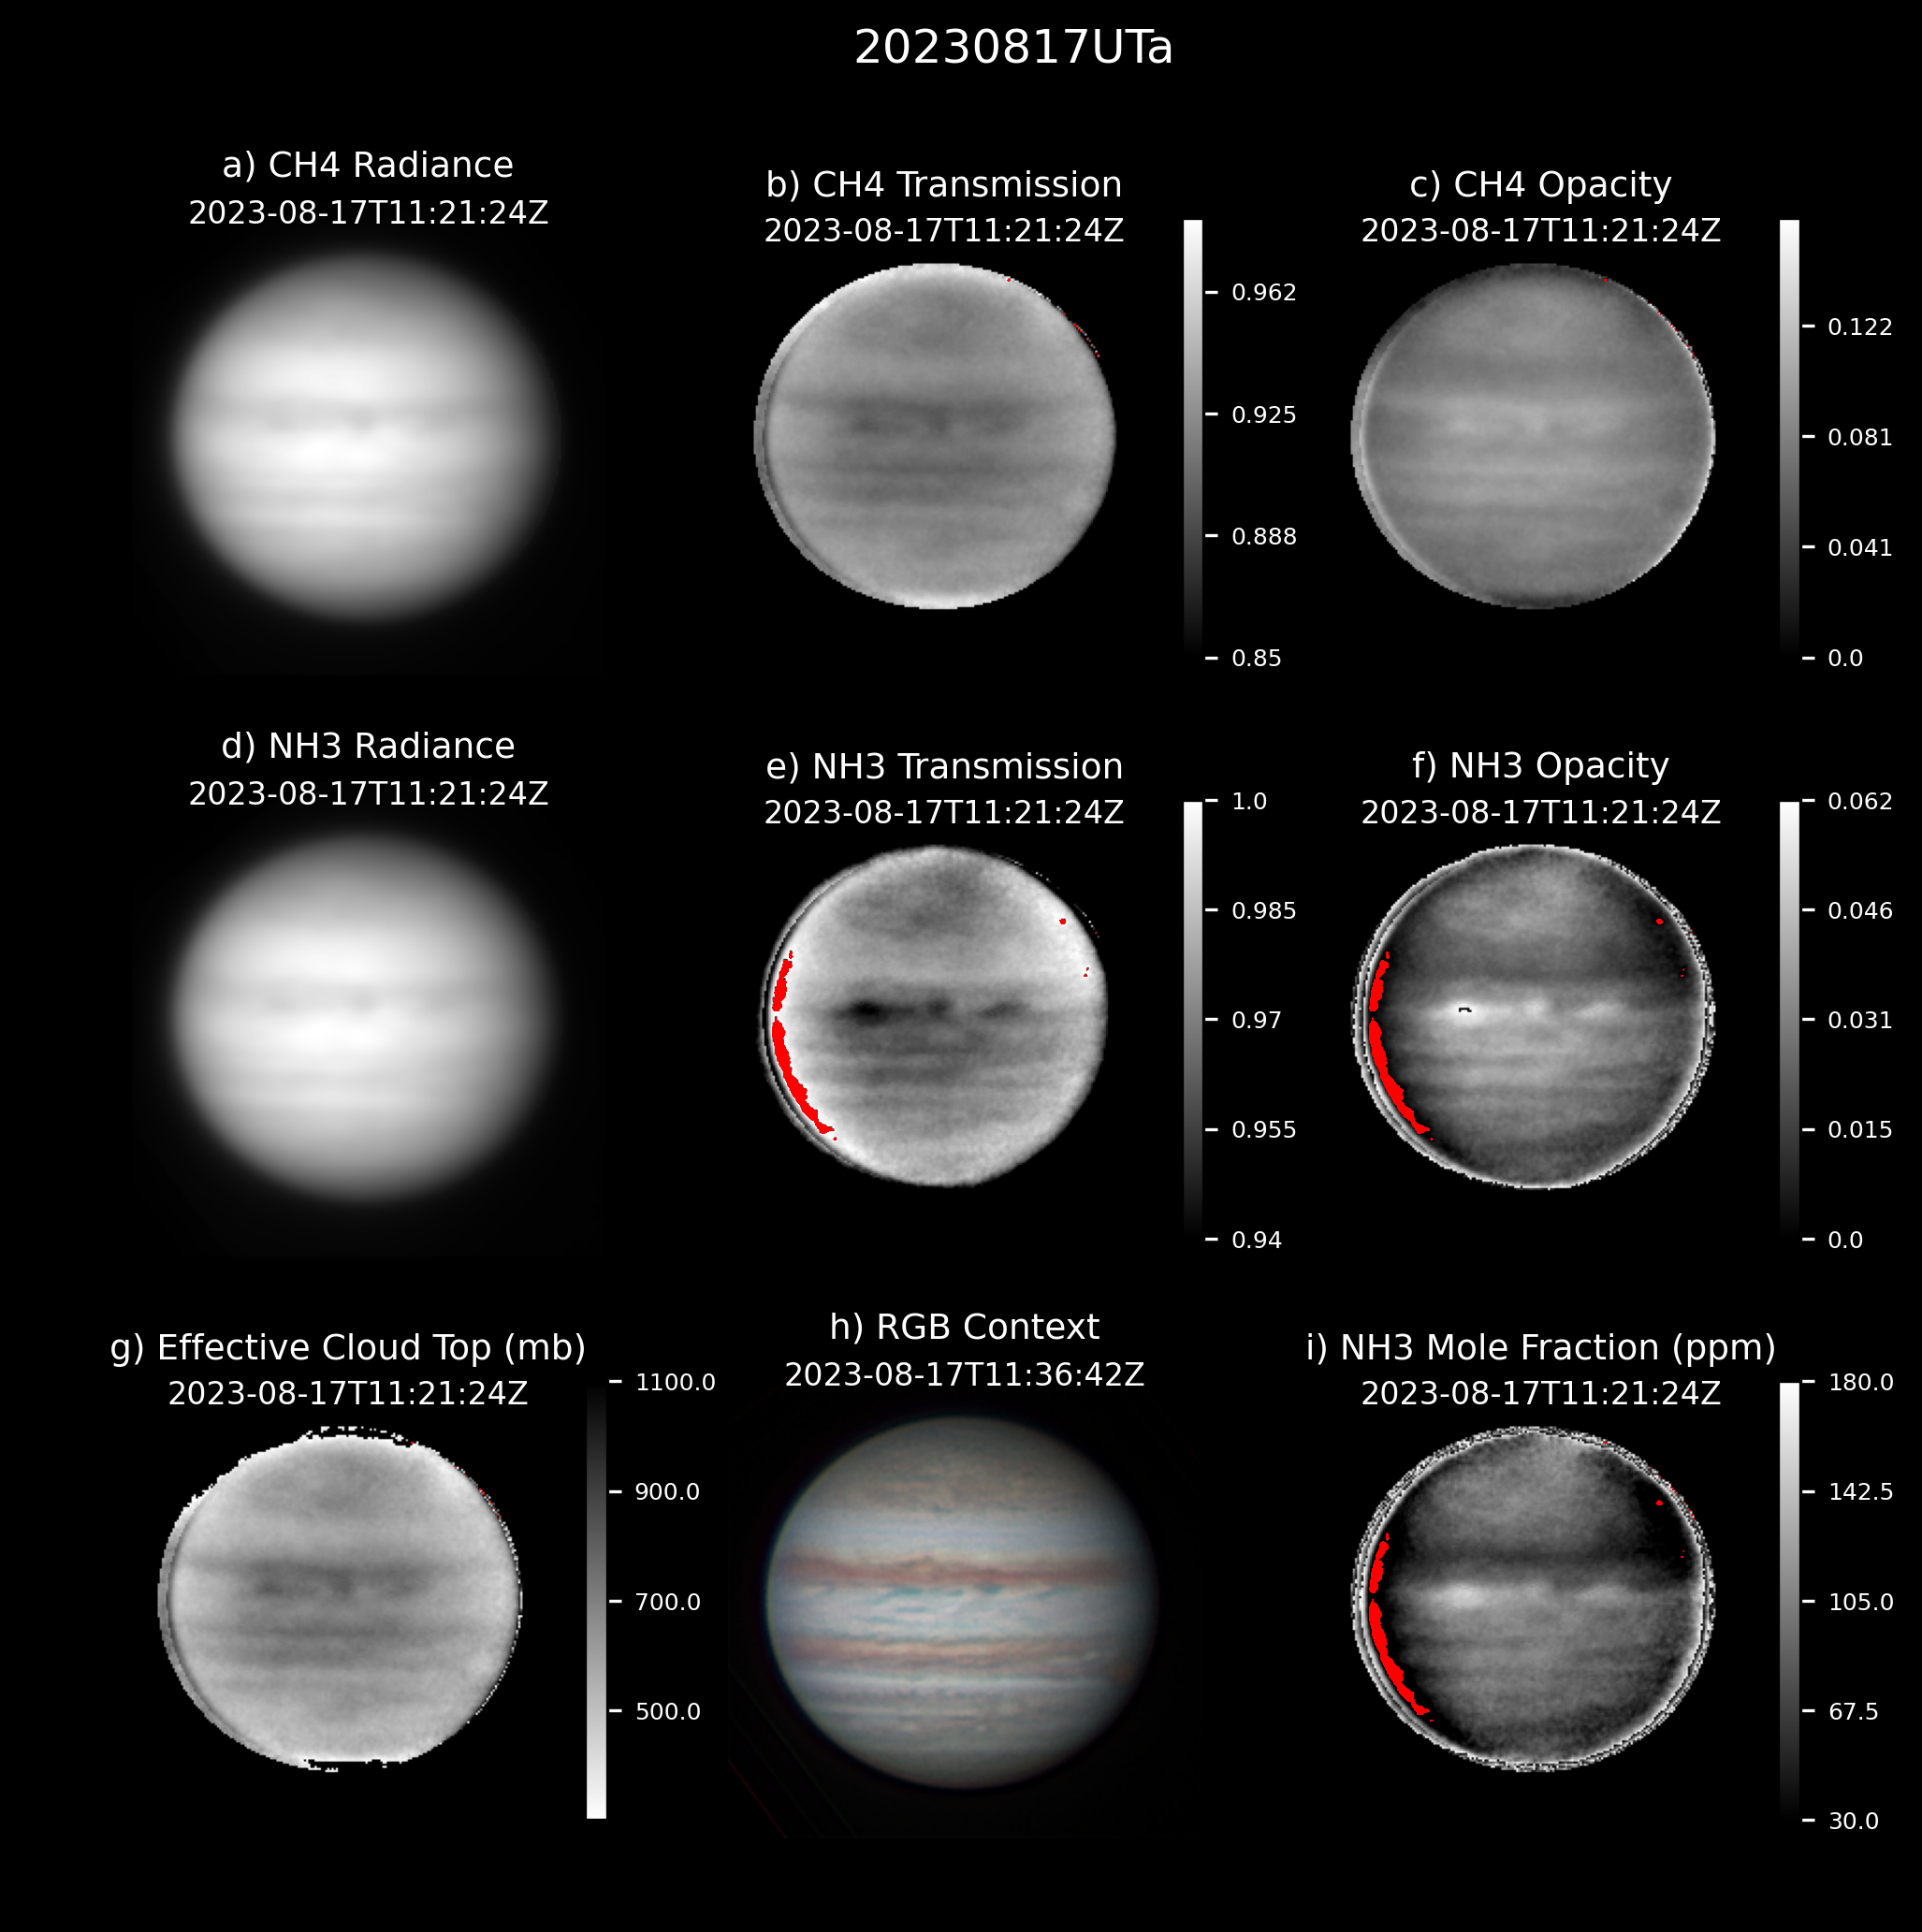 20230817UTa
a) CH4 Radiance
2023-08-17T11:21:24Z
b) CH4 Transmission
2023-08-17T11:21:24Z
0.962
0.925
0.888
0.85
c) CH4 Opacity
2023-08-17T11:21:24Z
0.122
0.081
0.041
0.0
d) NH3 Radiance
2023-08-17T11:21:24Z
e) NH3 Transmission
2023-08-17T11:21:24Z
1.0
0.985
0.97
0.955
0.94
f) NH3 Opacity
2023-08-17T11:21:24Z
0.062
0.046
0.031
0.015
0.0
g) Effective Cloud Top (mb)
2023-08-17T11:21:24Z
1100.0
900.0
700.0
500.0
h) RGB Context
2023-08-17T11:36:42Z
i) NH3 Mole Fraction (ppm)
2023-08-17T11:21:24Z
180.0
142.5
105.0
67.5
30.0